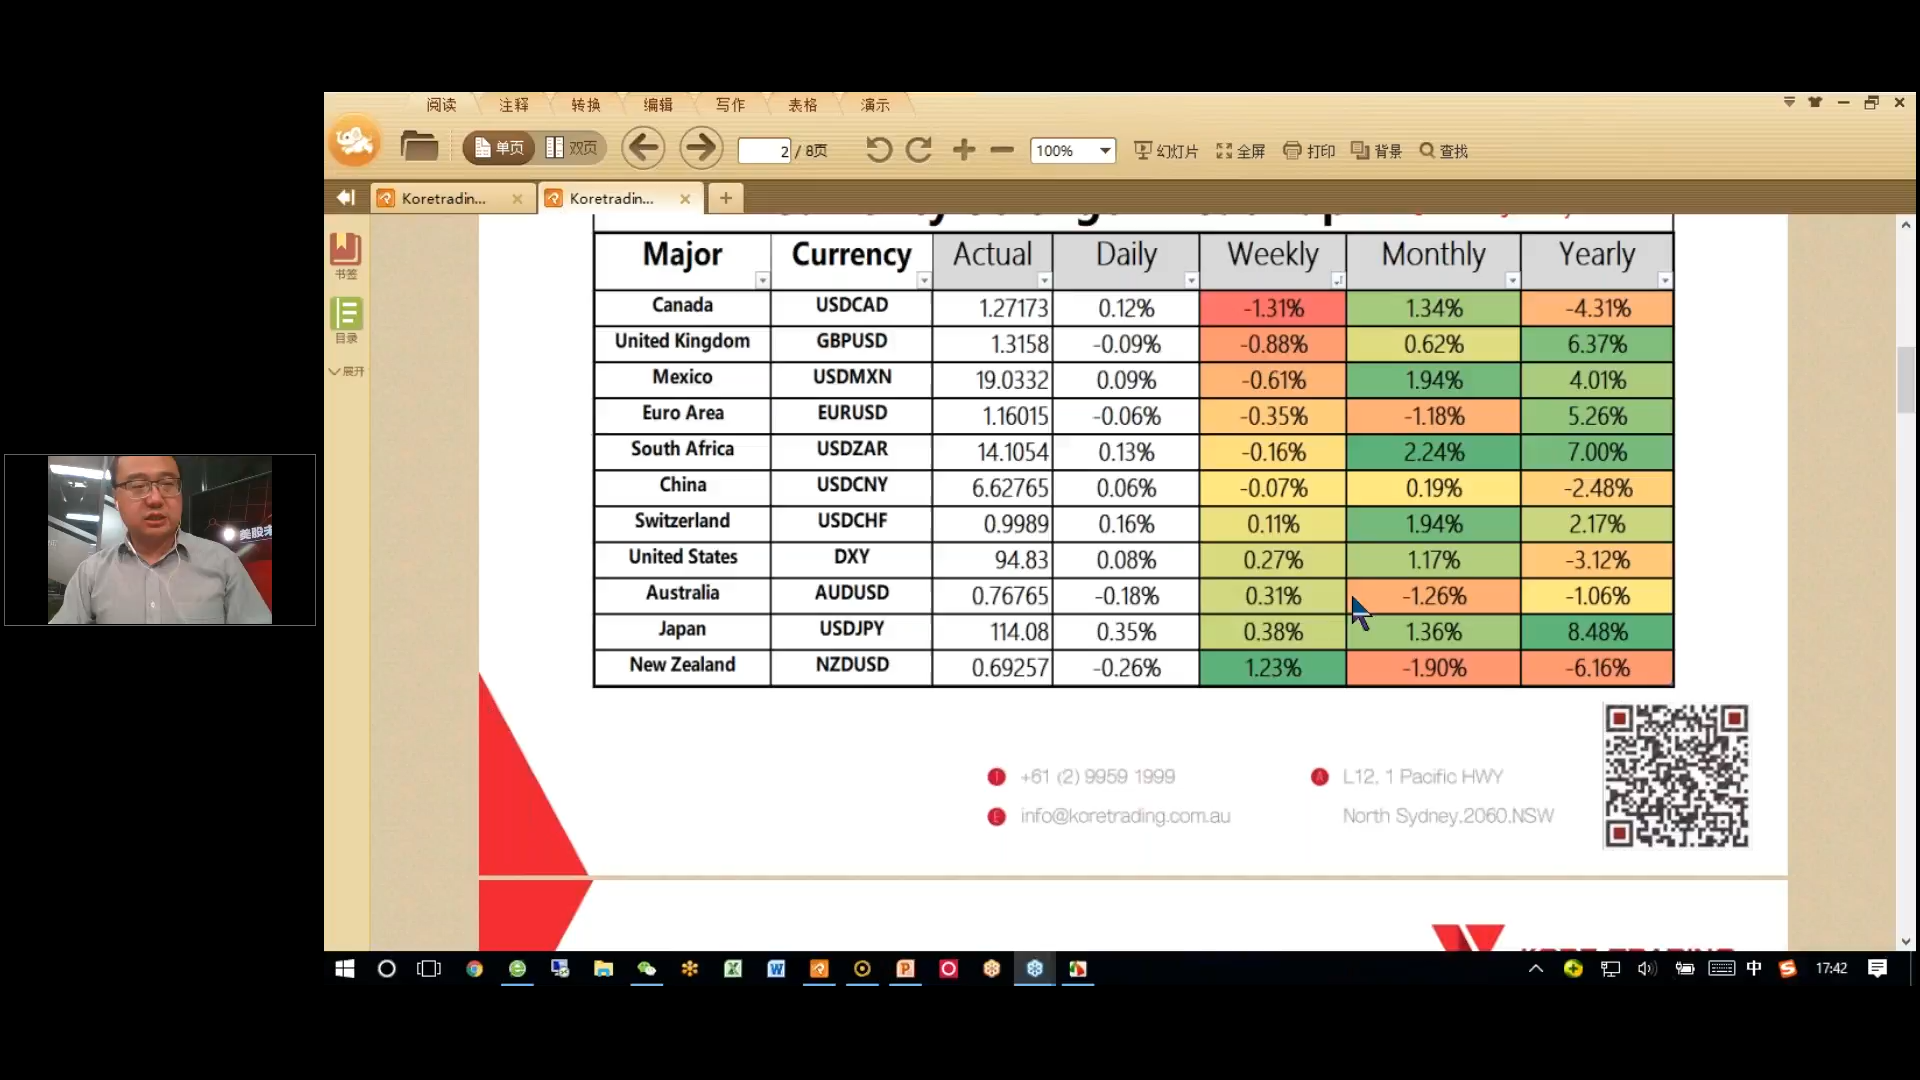 阅读 注释 转换 编辑 写作 表格 演示
单页 双页 2 / 8页 100% 幻灯片 全屏 打印 背景 查找
Koretradin... Koretradin...
书签
目录
展开
Major Currency Actual Daily Weekly Monthly Yearly
Canada USDCAD 1.27173 0.12% -1.31% 1.34% -4.31%
United Kingdom GBPUSD 1.3158 -0.09% -0.88% 0.62% 6.37%
Mexico USDMXN 19.0332 0.09% -0.61% 1.94% 4.01%
Euro Area EURUSD 1.16015 -0.06% -0.35% -1.18% 5.26%
South Africa USDZAR 14.1054 0.13% -0.16% 2.24% 7.00%
China USDCNY 6.62765 0.06% -0.07% 0.19% -2.48%
Switzerland USDCHF 0.9989 0.16% 0.11% 1.94% 2.17%
United States DXY 94.83 0.08% 0.27% 1.17% -3.12%
Australia AUDUSD 0.76765 -0.18% 0.31% -1.26% -1.06%
Japan USDJPY 114.08 0.35% 0.38% 1.36% 8.48%
New Zealand NZDUSD 0.69257 -0.26% 1.23% -1.90% -6.16%
T +61 (2) 9959 1999
E info@koretrading.com.au
A L12, 1 Pacific HWY
North Sydney,2060,NSW
美股
中 17:42